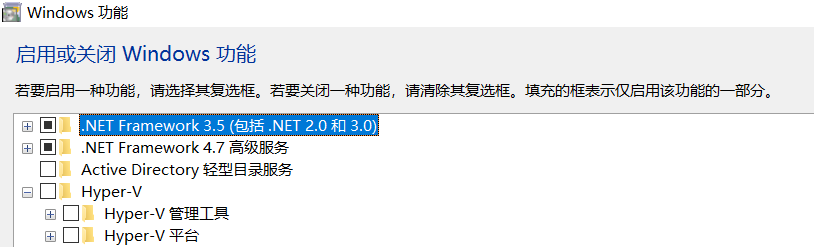 Windows 功能
启用或关闭 Windows 功能
若要启用一种功能，请选择其复选框。若要关闭一种功能，请清除其复选框。填充的框表示仅启用该功能的一部分。
.NET Framework 3.5 (包括 .NET 2.0 和 3.0)
.NET Framework 4.7 高级服务
Active Directory 轻型目录服务
Hyper-V
Hyper-V 管理工具
Hyper-V 平台